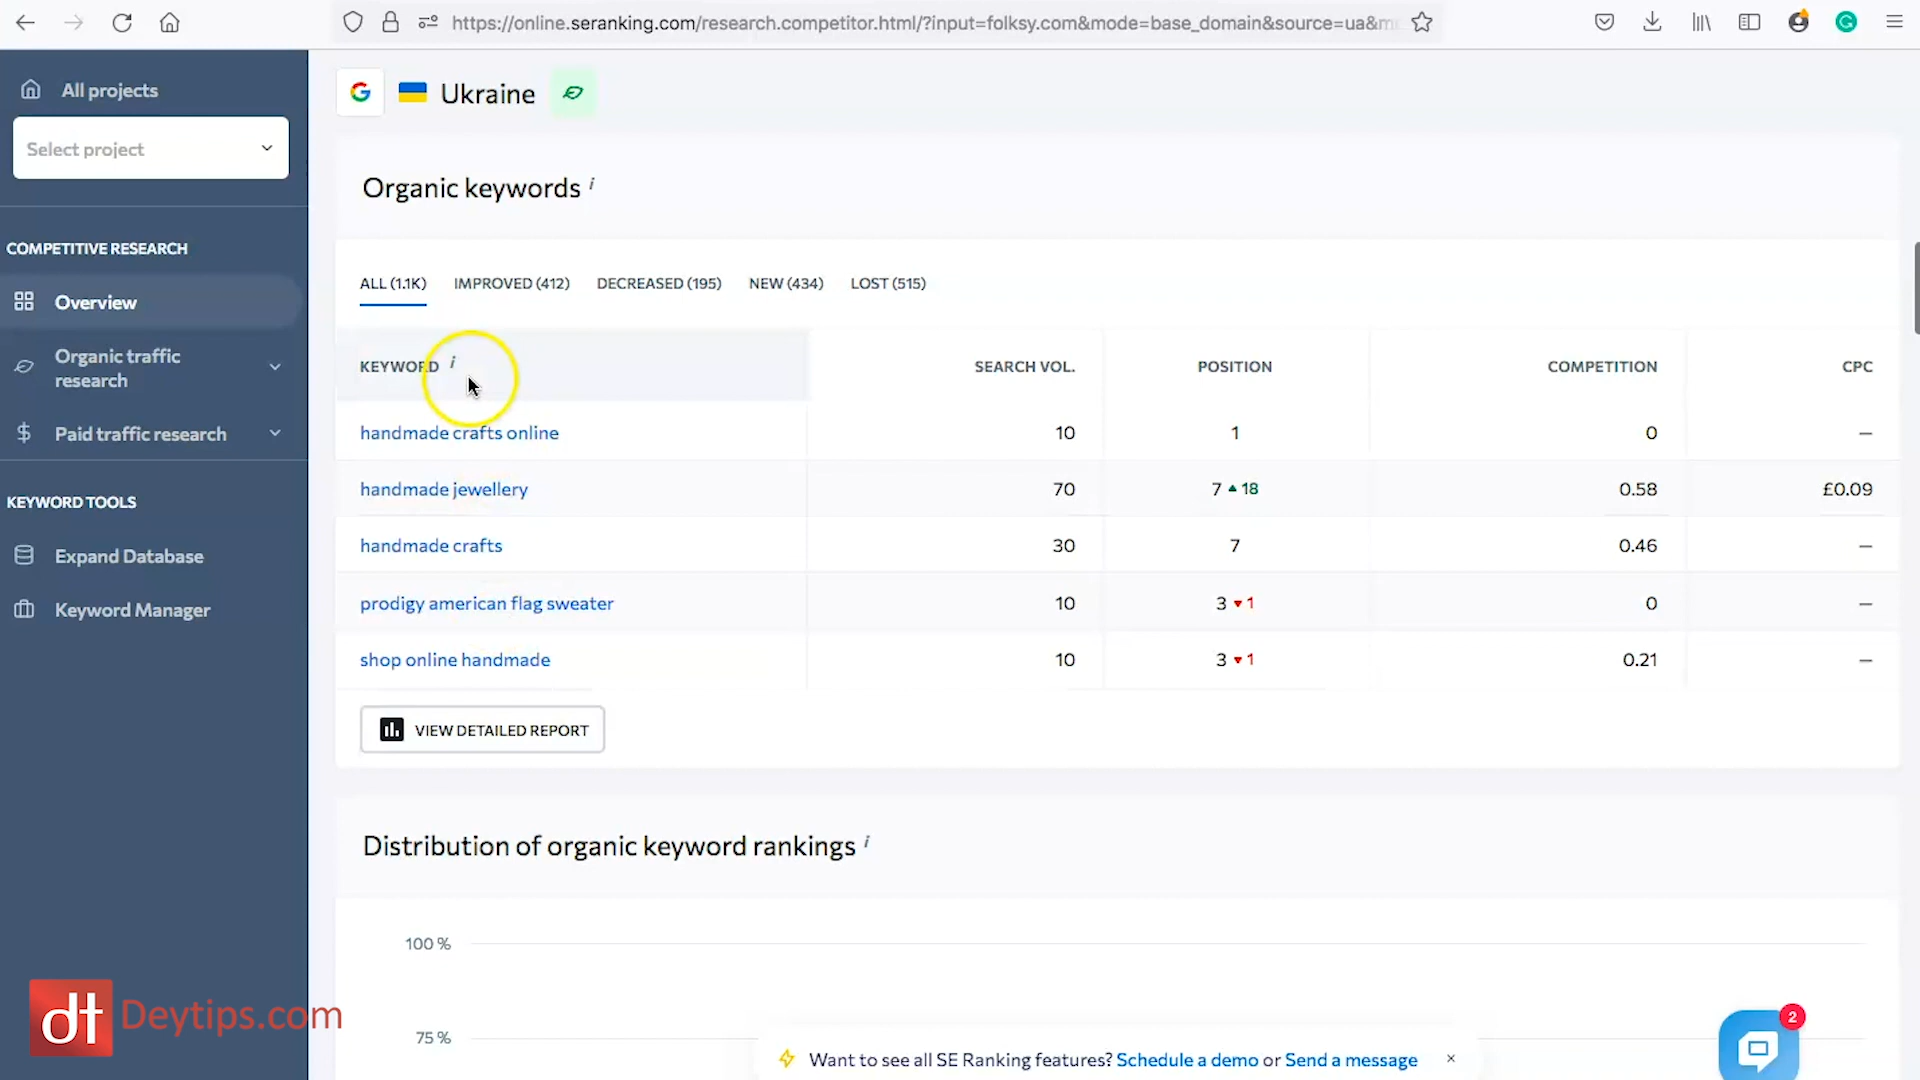 https://online.seranking.com/research.competitor.html/?input=folksy.com&mode=base_domain&source=ua&m
All projects
Select project
COMPETITIVE RESEARCH
Overview
Organic traffic
research
Paid traffic research
KEYWORD TOOLS
Expand Database
Keyword Manager
G Ukraine
Organic keywords i
ALL (1.1K) IMPROVED (412) DECREASED (195) NEW (434) LOST (515)
KEYWORD i SEARCH VOL. POSITION COMPETITION CPC
handmade crafts online 10 1 0 —
handmade jewellery 70 7 ▲ 18 0.58 £0.09
handmade crafts 30 7 0.46 —
prodigy american flag sweater 10 3 ▼ 1 0 —
shop online handmade 10 3 ▼ 1 0.21 —
VIEW DETAILED REPORT
Distribution of organic keyword rankings i
100 %
75 %
dt Deytips.com
Want to see all SE Ranking features? Schedule a demo or Send a message ×
2